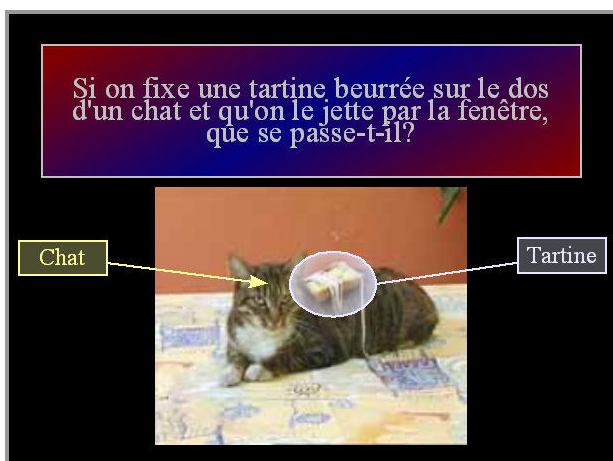 Si on fixe une tartine beurrée sur le dos
d'un chat et qu'on le jette par la fenêtre,
que se passe-t-il?
Chat
Tartine